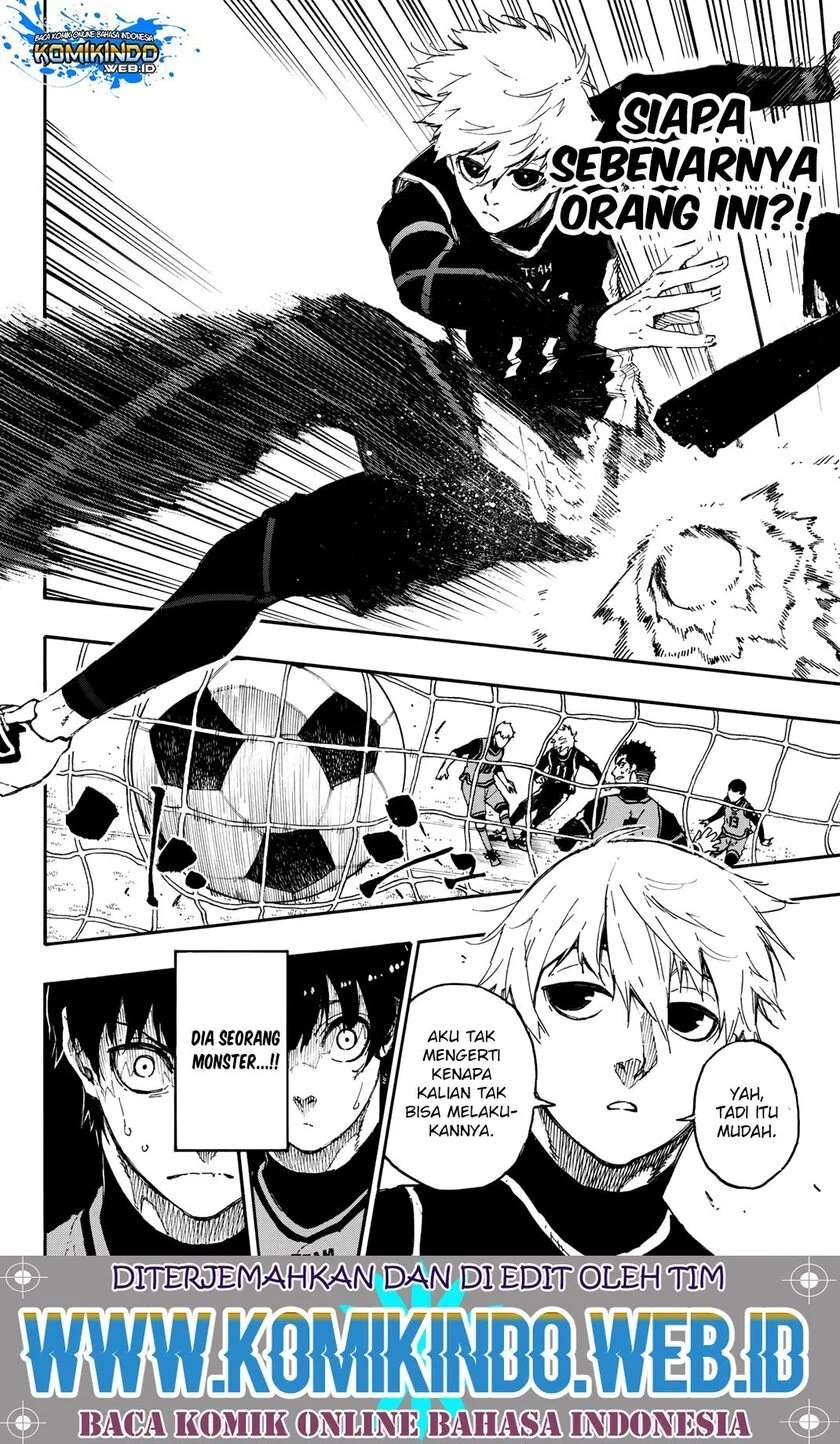 BACA KOMIK ONLINE BAHASA INDONESIA
KOMIKINDO
WEB.ID
SIAPA
SEBENARNYA
ORANG INI?!
TEAM
V
11
13
YAH,
TADI ITU
MUDAH.
AKU TAK
MENGERTI
KENAPA
KALIAN TAK
BISA MELAKU-
KANNYA.
DIA SEORANG
MONSTER...!!
TEAM
DITERJEMAHKAN DAN DI EDIT OLEH TIM
WWW.KOMIKINDO.WEB.ID
BACA KOMIK ONLINE BAHASA INDONESIA